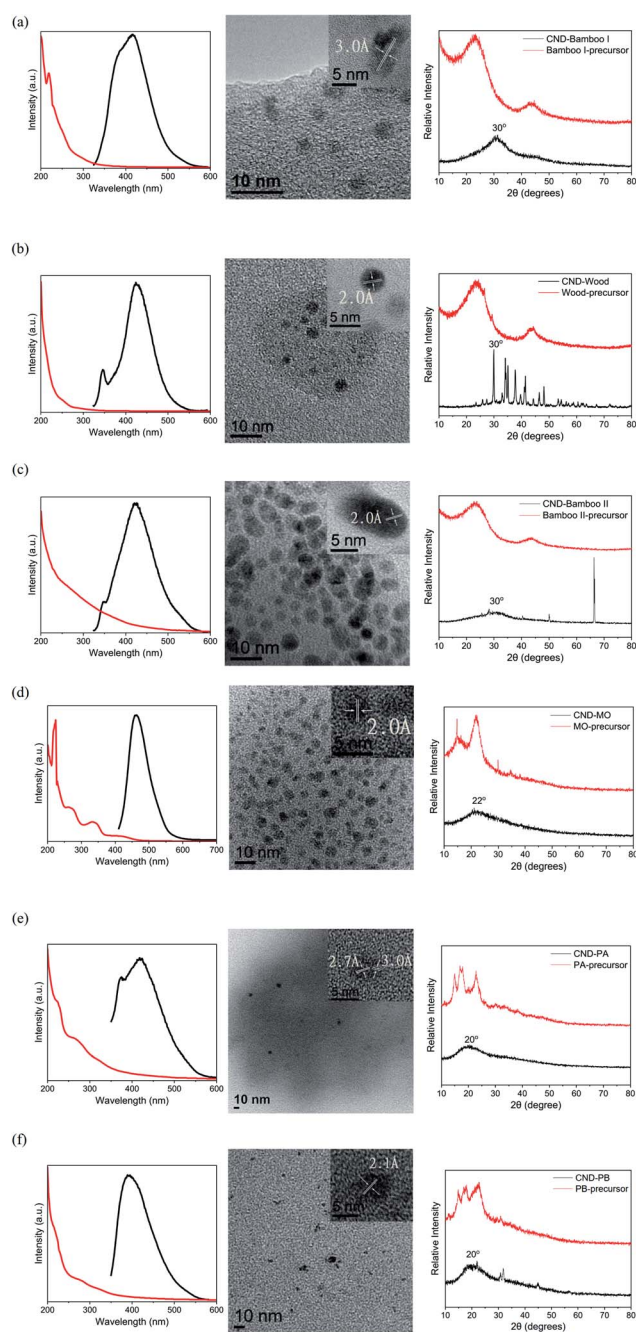 (a)
Intensity (a.u.)
200 300 400 500 600
Wavelength (nm)
3.0Å
5 nm
10 nm
Relative Intensity
CND-Bamboo I
Bamboo I-precursor
30°
10 20 30 40 50 60 70 80
2θ (degrees)
(b)
Intensity (a.u.)
200 300 400 500 600
Wavelength (nm)
2.0Å
5 nm
10 nm
Relative Intensity
CND-Wood
Wood-precursor
30°
10 20 30 40 50 60 70 80
2θ (degrees)
(c)
Intensity (a.u.)
200 300 400 500 600
Wavelength (nm)
2.0Å
5 nm
10 nm
Relative Intensity
CND-Bamboo II
Bamboo II-precursor
30°
10 20 30 40 50 60 70 80
2θ (degrees)
(d)
Intensity (a.u.)
200 300 400 500 600 700
Wavelength (nm)
2.0Å
5 nm
10 nm
Relative Intensity
CND-MO
MO-precursor
22°
10 20 30 40 50 60 70 80
2θ (degrees)
(e)
Intensity (a.u.)
200 300 400 500 600
Wavelength (nm)
2.7Å 3.0Å
5 nm
10 nm
Relative Intensity
CND-PA
PA-precursor
20°
10 20 30 40 50 60 70 80
2θ (degree)
(f)
Intensity (a.u.)
200 300 400 500 600
Wavelength (nm)
2.1Å
5 nm
10 nm
Relative Intensity
CND-PB
PB-precursor
20°
10 20 30 40 50 60 70 80
2θ (degree)